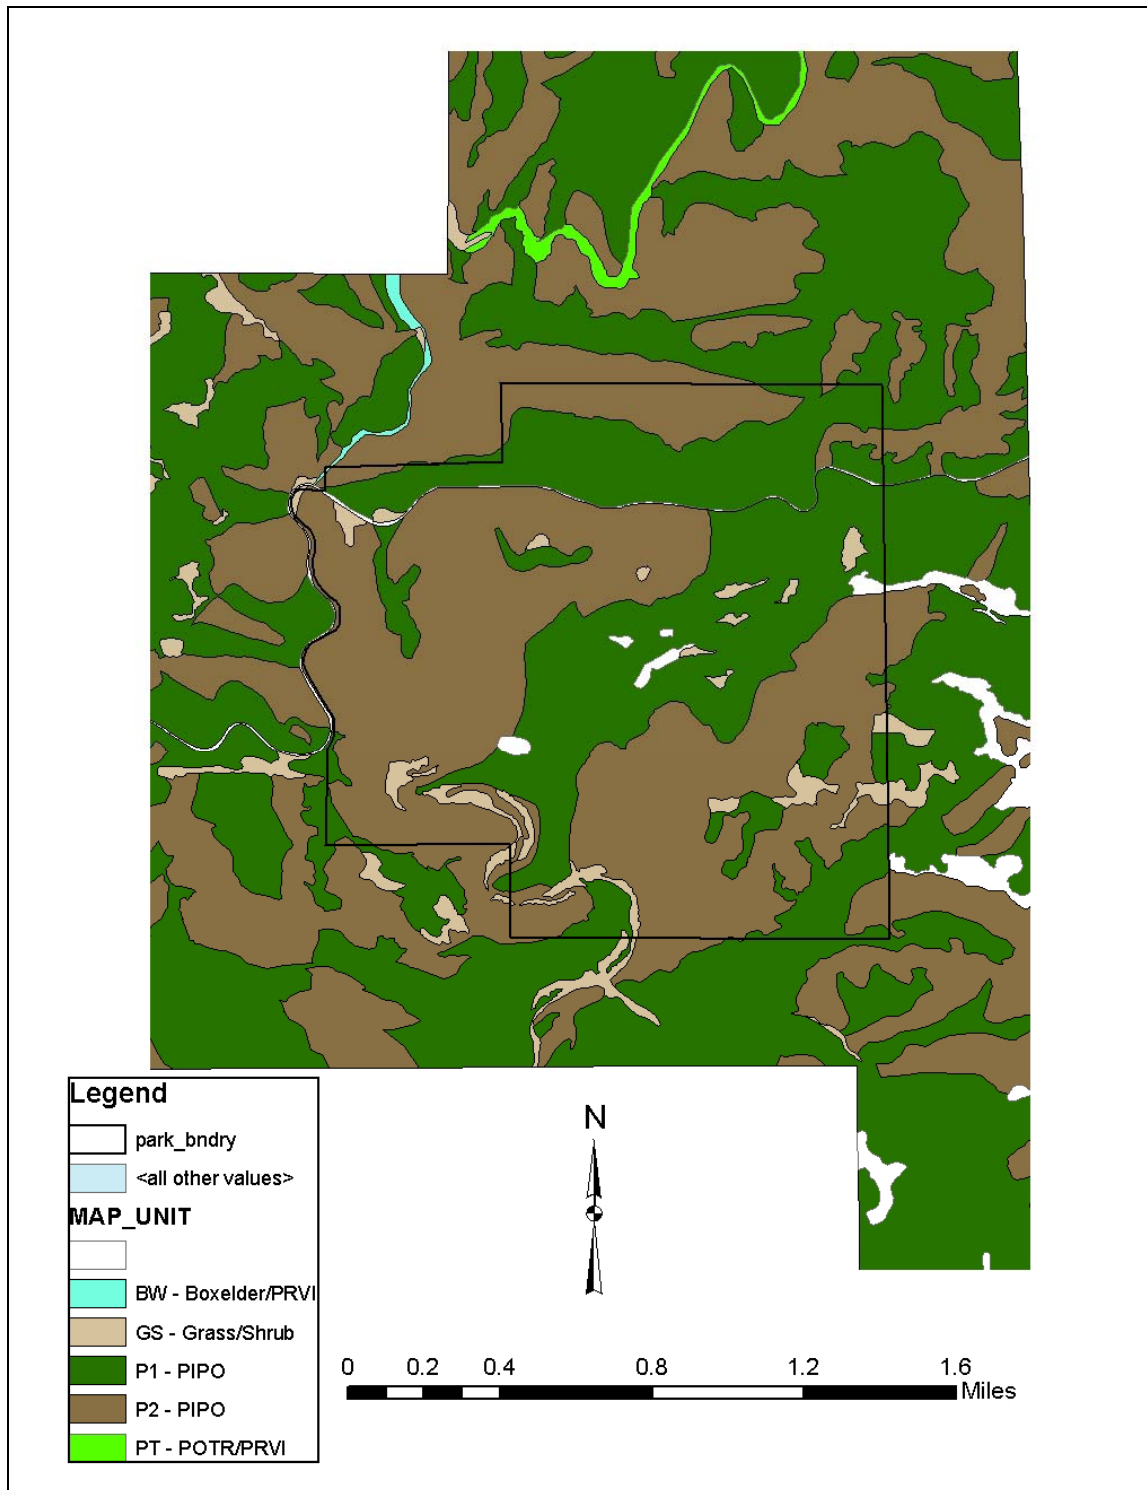 Legend
park_bndry
<all other values>
MAP_UNIT
BW - Boxelder/PRVI
GS - Grass/Shrub
P1 - PIPO
P2 - PIPO
PT - POTR/PRVI
N
0 0.2 0.4 0.8 1.2 1.6
Miles